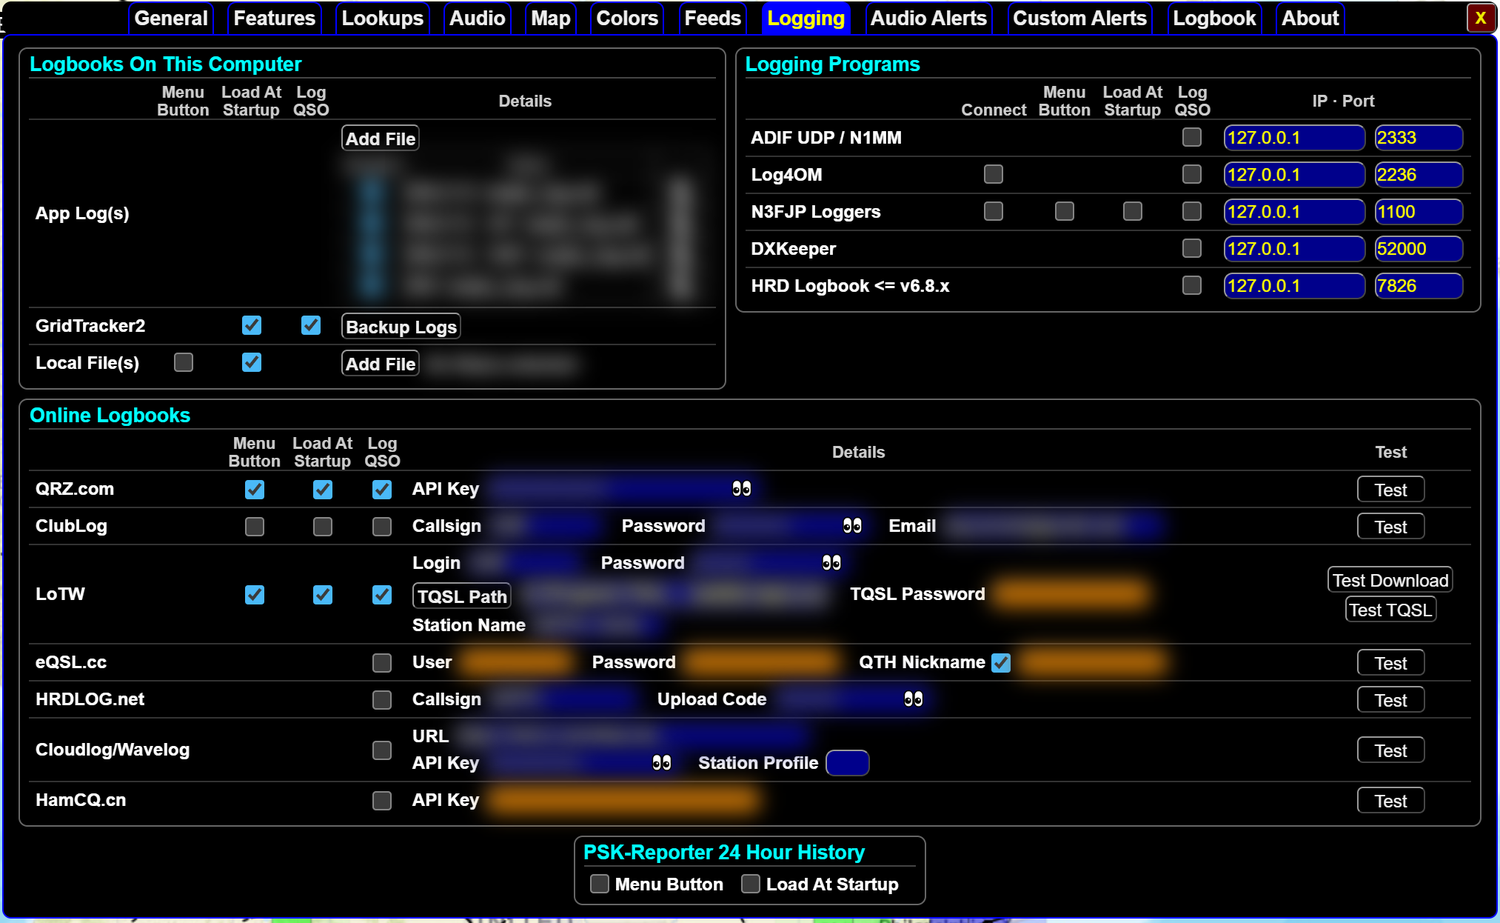 General Features Lookups Audio Map Colors Feeds Logging Audio Alerts Custom Alerts Logbook About X
Logbooks On This Computer
Menu Button Load At Startup Log QSO Details
App Log(s) Add File
GridTracker2 Backup Logs
Local File(s) Add File
Logging Programs
Connect Menu Button Load At Startup Log QSO IP · Port
ADIF UDP / N1MM 127.0.0.1 2333
Log4OM 127.0.0.1 2236
N3FJP Loggers 127.0.0.1 1100
DXKeeper 127.0.0.1 52000
HRD Logbook <= v6.8.x 127.0.0.1 7826
Online Logbooks
Menu Button Load At Startup Log QSO Details Test
QRZ.com API Key Test
ClubLog Callsign Password Email Test
LoTW Login Password
TQSL Path TQSL Password Test Download
Station Name Test TQSL
eQSL.cc User Password QTH Nickname Test
HRDLOG.net Callsign Upload Code Test
Cloudlog/Wavelog URL
API Key Station Profile Test
HamCQ.cn API Key Test
PSK-Reporter 24 Hour History
Menu Button Load At Startup